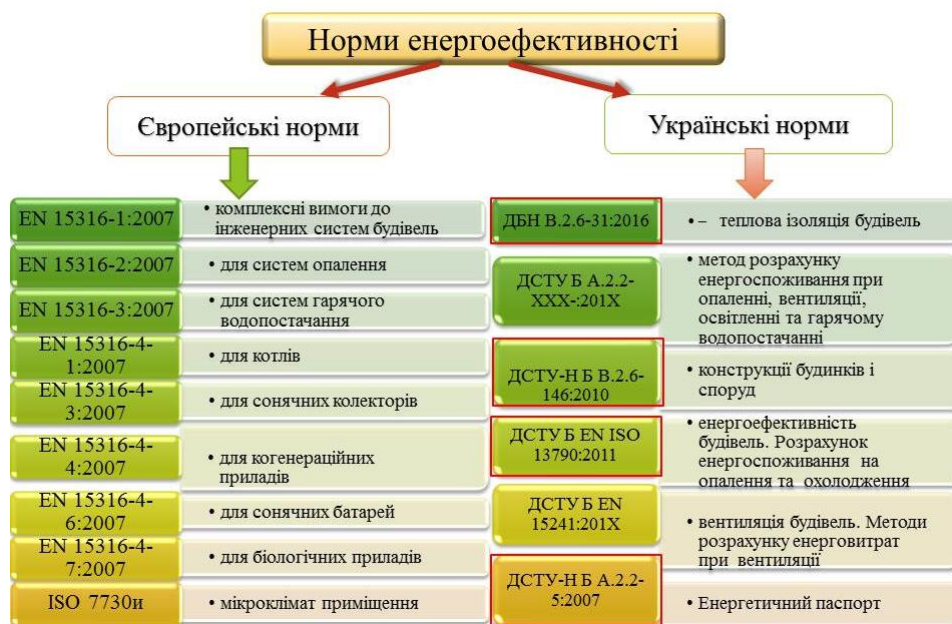 Норми енергоефективності
Європейські норми
EN 15316-1:2007
• комплексні вимоги до
інженерних систем будівель
EN 15316-2:2007
• для систем опалення
EN 15316-3:2007
• для систем гарячого
водопостачання
EN 15316-4-
1:2007
• для котлів
EN 15316-4-
3:2007
• для сонячних колекторів
EN 15316-4-
4:2007
• для когенераційних
приладів
EN 15316-4-
6:2007
• для сонячних батарей
EN 15316-4-
7:2007
• для біологічних приладів
ISO 7730и
• мікроклімат приміщення
Українські норми
ДБН В.2.6-31:2016
• – теплова ізоляція будівель
ДСТУ Б А.2.2-
ХХХ-:201Х
• метод розрахунку
енергоспоживання при
опаленні, вентиляції,
освітленні та гарячому
водопостачанні
ДСТУ-Н Б В.2.6-
146:2010
• конструкції будинків і
споруд
ДСТУ Б EN ISO
13790:2011
• енергоефективність
будівель. Розрахунок
енергоспоживання на
опалення та охолодження
ДСТУ Б EN
15241:201Х
• вентиляція будівель. Методи
розрахунку енерговитрат
при вентиляції
ДСТУ-Н Б А.2.2-
5:2007
• Енергетичний паспорт